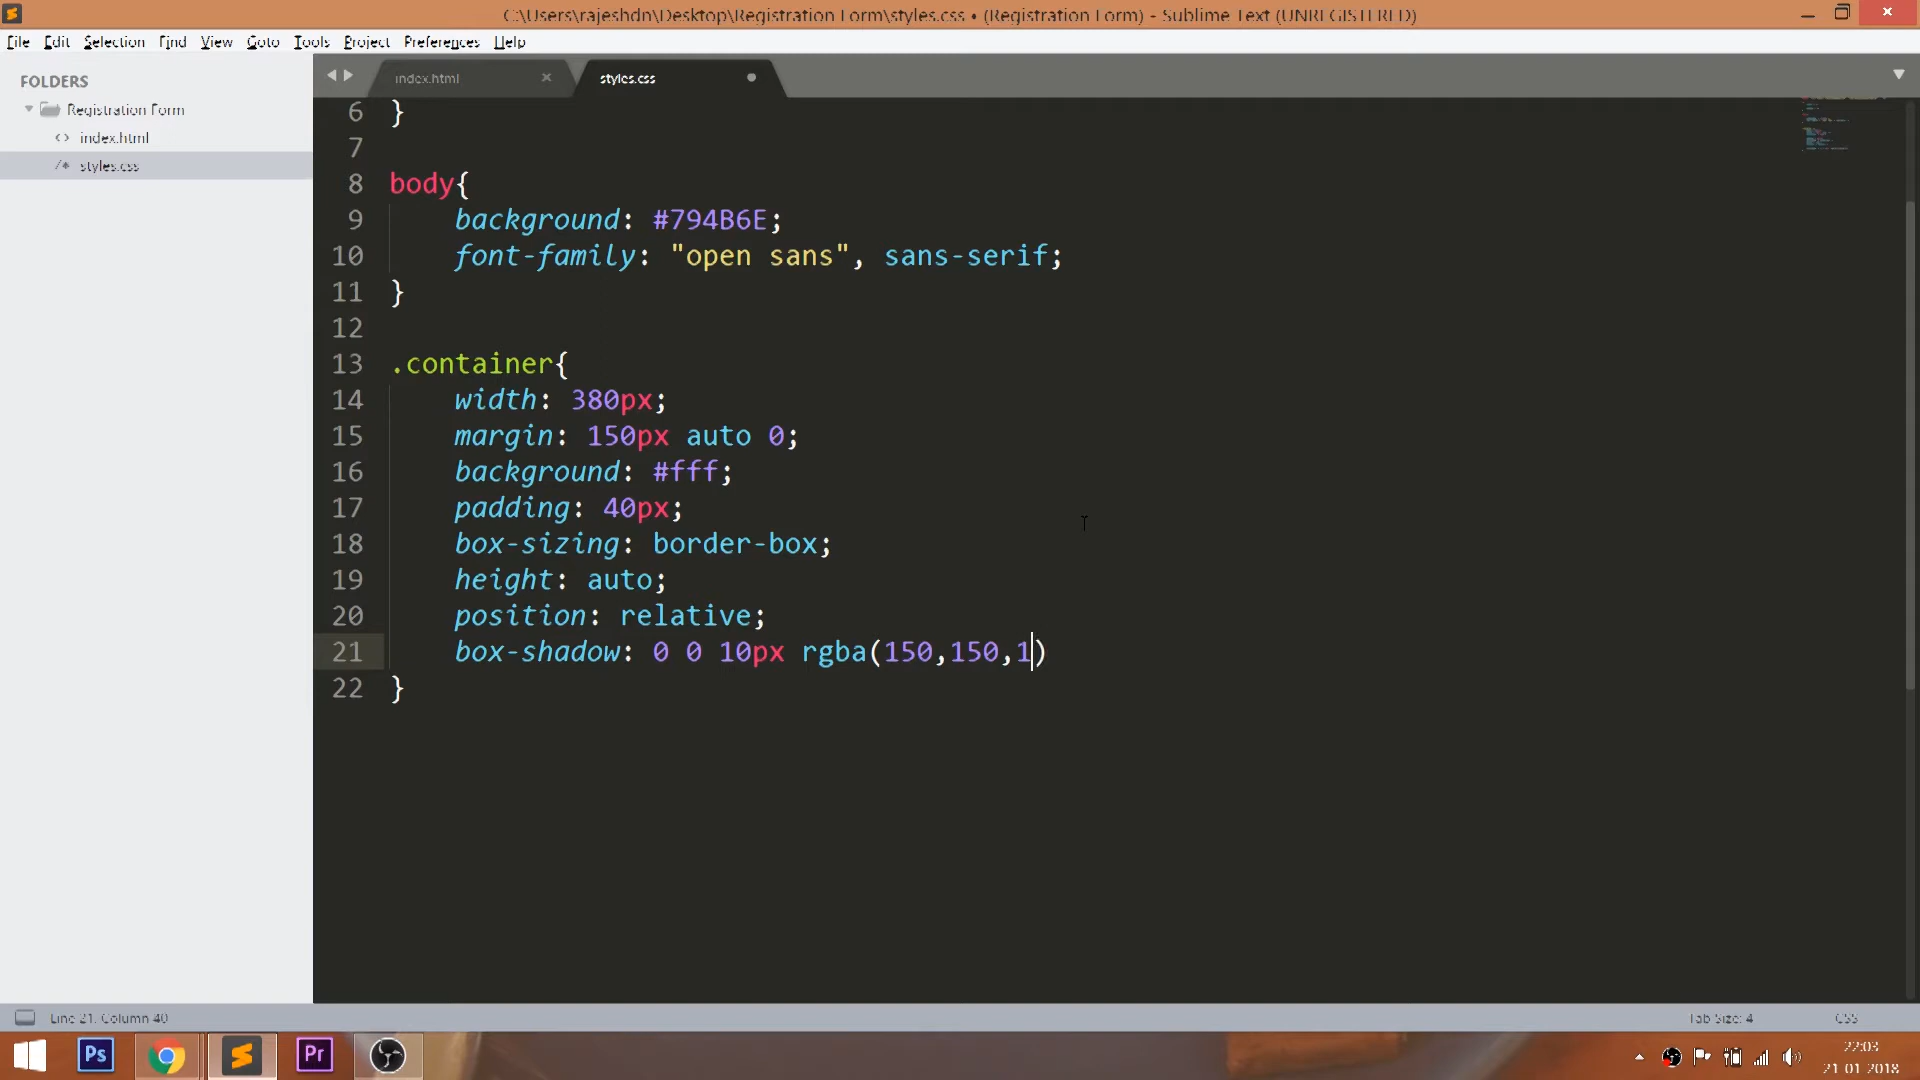 C:\Users\rajeshdn\Desktop\Registration Form\styles.css • (Registration Form) - Sublime Text (UNREGISTERED)
File Edit Selection Find View Goto Tools Project Preferences Help
FOLDERS
Registration Form
<> index.html
/* styles.css
index.html
styles.css
6 }
7
8 body{
9 background: #794B6E;
10 font-family: "open sans", sans-serif;
11 }
12
13 .container{
14 width: 380px;
15 margin: 150px auto 0;
16 background: #fff;
17 padding: 40px;
18 box-sizing: border-box;
19 height: auto;
20 position: relative;
21 box-shadow: 0 0 10px rgba(150,150,1)
22 }
Line 21, Column 40
Tab Size: 4
CSS
Ps
Pr
22:03
21-01-2018